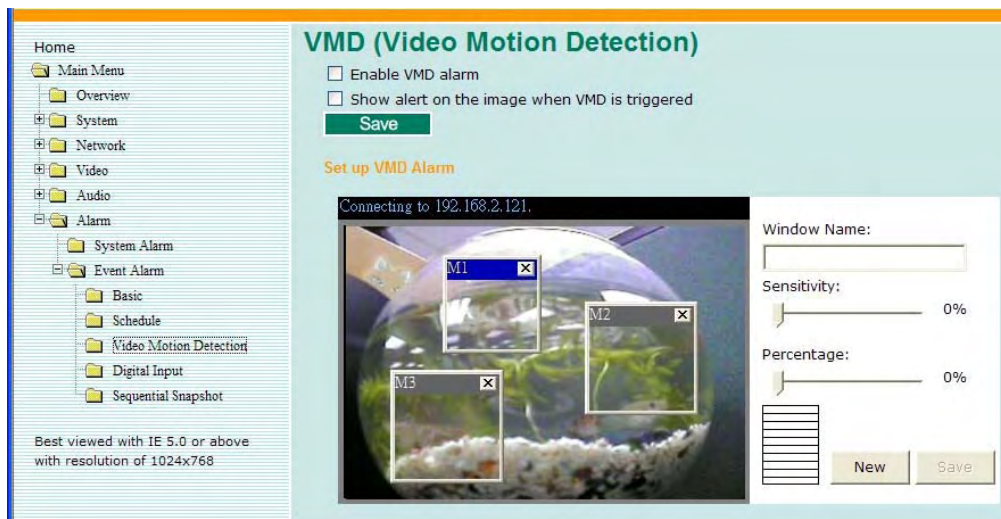 Home
Main Menu
Overview
System
Network
Video
Audio
Alarm
System Alarm
Event Alarm
Basic
Schedule
Video Motion Detection
Digital Input
Sequential Snapshot
Best viewed with IE 5.0 or above
with resolution of 1024x768
VMD (Video Motion Detection)
Enable VMD alarm
Show alert on the image when VMD is triggered
Save
Set up VMD Alarm
Connecting to 192.168.2.121.
M1
M2
M3
Window Name:
Sensitivity:
0%
Percentage:
0%
New
Save